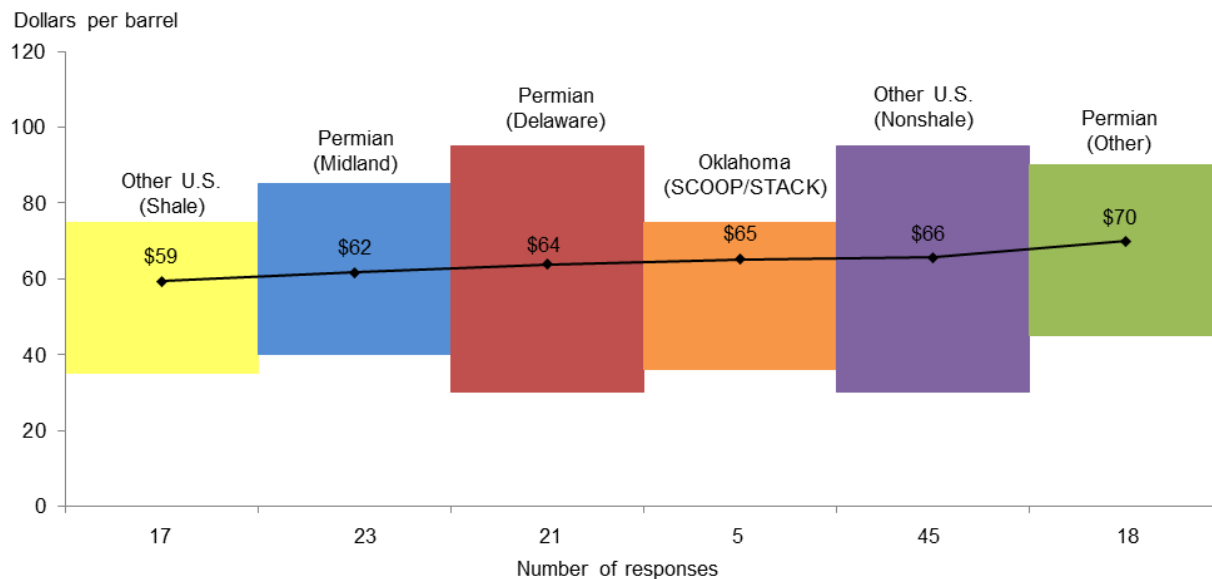 Dollars per barrel
120
100
80
60
40
20
0
Other U.S.
(Shale)
Permian
(Midland)
Permian
(Delaware)
Oklahoma
(SCOOP/STACK)
Other U.S.
(Nonshale)
Permian
(Other)
$59
$62
$64
$65
$66
$70
17
23
21
5
45
18
Number of responses